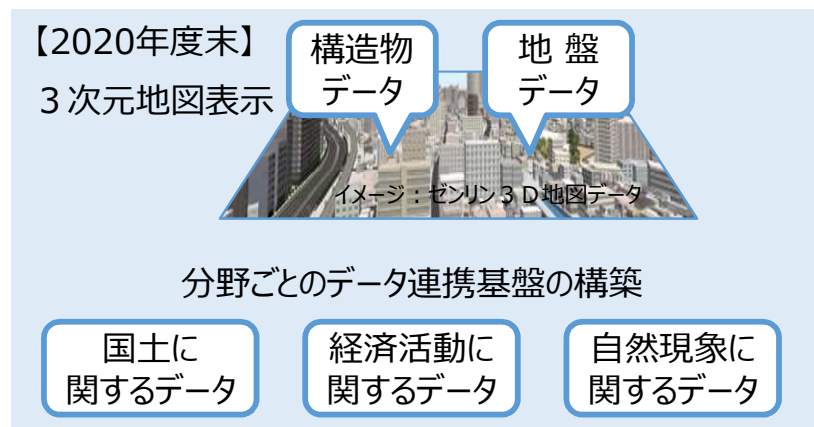 【2020年度末】
３次元地図表示
構造物
データ
地 盤
データ
イメージ：ゼンリン３Ｄ地図データ
分野ごとのデータ連携基盤の構築
国土に
関するデータ
経済活動に
関するデータ
自然現象に
関するデータ